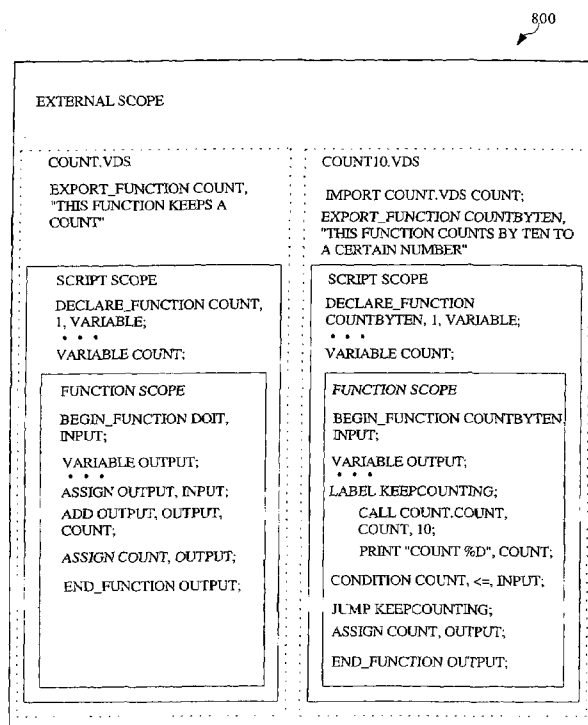 800
EXTERNAL SCOPE
COUNT.VDS
EXPORT_FUNCTION COUNT,
"THIS FUNCTION KEEPS A
COUNT"
SCRIPT SCOPE
DECLARE_FUNCTION COUNT,
1, VARIABLE;
• • •
VARIABLE COUNT;
FUNCTION SCOPE
BEGIN_FUNCTION DOIT,
INPUT;
VARIABLE OUTPUT;
• • •
ASSIGN OUTPUT, INPUT;
ADD OUTPUT, OUTPUT,
COUNT;
ASSIGN COUNT, OUTPUT;
END_FUNCTION OUTPUT;
COUNT10.VDS
IMPORT COUNT.VDS COUNT;
EXPORT_FUNCTION COUNTBYTEN,
"THIS FUNCTION COUNTS BY TEN TO
A CERTAIN NUMBER"
SCRIPT SCOPE
DECLARE_FUNCTION
COUNTBYTEN, 1, VARIABLE;
• • •
VARIABLE COUNT;
FUNCTION SCOPE
BEGIN_FUNCTION COUNTBYTEN
INPUT;
VARIABLE OUTPUT;
• • •
LABEL KEEPCOUNTING;
CALL COUNT.COUNT,
COUNT, 10;
PRINT "COUNT %D", COUNT;
CONDITION COUNT, <=, INPUT;
JUMP KEEPCOUNTING;
ASSIGN COUNT, OUTPUT;
END_FUNCTION OUTPUT;